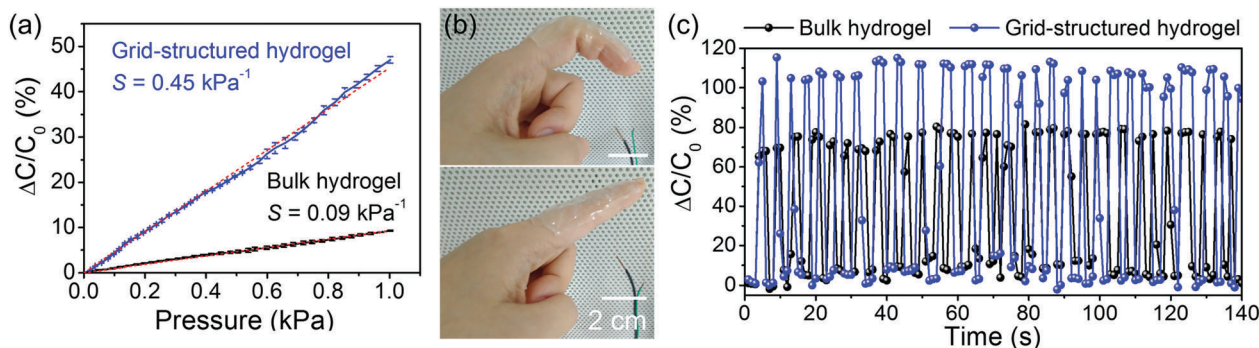 (a)
50
40
30
20
10
0
ΔC/C₀ (%)
Grid-structured hydrogel
S = 0.45 kPa⁻¹
Bulk hydrogel
S = 0.09 kPa⁻¹
0.0 0.2 0.4 0.6 0.8 1.0
Pressure (kPa)
(b)
2 cm
(c)
Bulk hydrogel Grid-structured hydrogel
120
100
80
60
40
20
0
ΔC/C₀ (%)
0 20 40 60 80 100 120 140
Time (s)